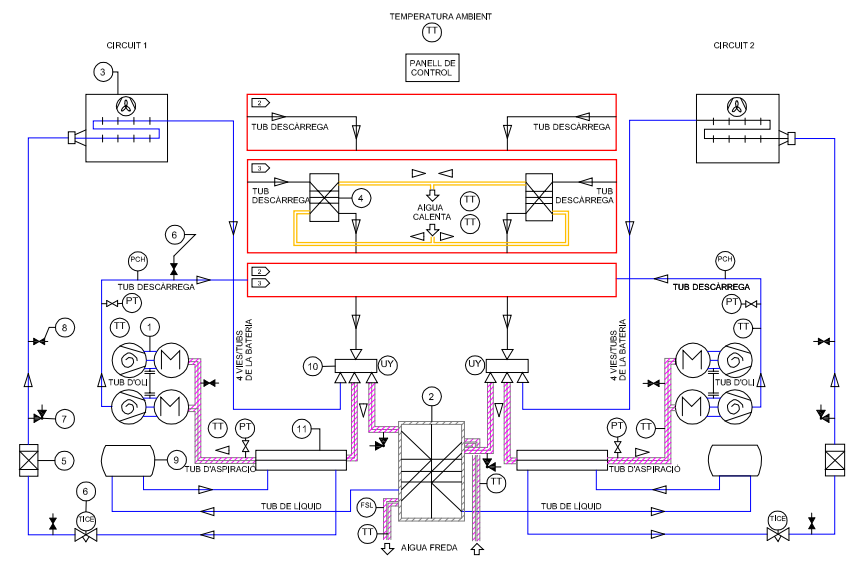 TEMPERATURA AMBIENT
TT
CIRCUIT 1
CIRCUIT 2
PANELL DE
CONTROL
3
2
TUB DESCÀRREGA
TUB DESCÀRREGA
3
TUB
DESCÀRREGA
4
AIGUA
CALENTA
TT
TT
TUB
DESCÀRREGA
6
PCH
TUB DESCÀRREGA
2
3
PCH
TUB DESCÀRREGA
PT
TT
1
8
4 VIES/TUBS
DE LA BATERIA
4 VIES/TUBS
DE LA BATERIA
PT
TT
M
M
TUB D'OLI
10
UY
UY
M
M
TUB D'OLI
7
2
TT
PT
11
PT
TT
5
9
TUB D'ASPIRACIÓ
TUB D'ASPIRACIÓ
6
TICE
TUB DE LÍQUID
FSL
TT
TT
TUB DE LÍQUID
TICE
AIGUA FREDA